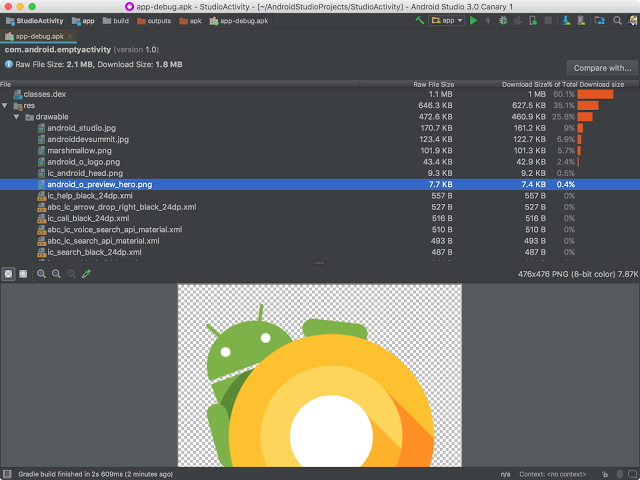 app-debug.apk - StudioActivity - [~/AndroidStudioProjects/StudioActivity] - Android Studio 3.0 Canary 1
StudioActivity app build outputs apk app-debug.apk app
app-debug.apk
com.android.emptyactivity (version 1.0)
Raw File Size: 2.1 MB, Download Size: 1.8 MB
Compare with...
File Raw File Size Download Size % of Total Download size
classes.dex 1.1 MB 1 MB 60.1%
res 646.3 KB 627.5 KB 35.1%
drawable 472.6 KB 460.9 KB 25.8%
android_studio.jpg 170.7 KB 161.2 KB 9%
androiddevsummit.jpg 123.4 KB 122.7 KB 6.9%
marshmallow.png 101.9 KB 101.3 KB 5.7%
android_o_logo.png 43.4 KB 42.9 KB 2.4%
ic_android_head.png 9.3 KB 9.2 KB 0.5%
android_o_preview_hero.png 7.7 KB 7.4 KB 0.4%
ic_help_black_24dp.xml 557 B 557 B 0%
abc_ic_arrow_drop_right_black_24dp.xml 527 B 527 B 0%
ic_call_black_24dp.xml 516 B 516 B 0%
abc_ic_voice_search_api_material.xml 510 B 510 B 0%
abc_ic_search_api_material.xml 493 B 493 B 0%
ic_search_black_24dp.xml 487 B 487 B 0%
476x476 PNG (8-bit color) 7.87K
Gradle build finished in 2s 609ms (2 minutes ago) n/a Context: <no context>